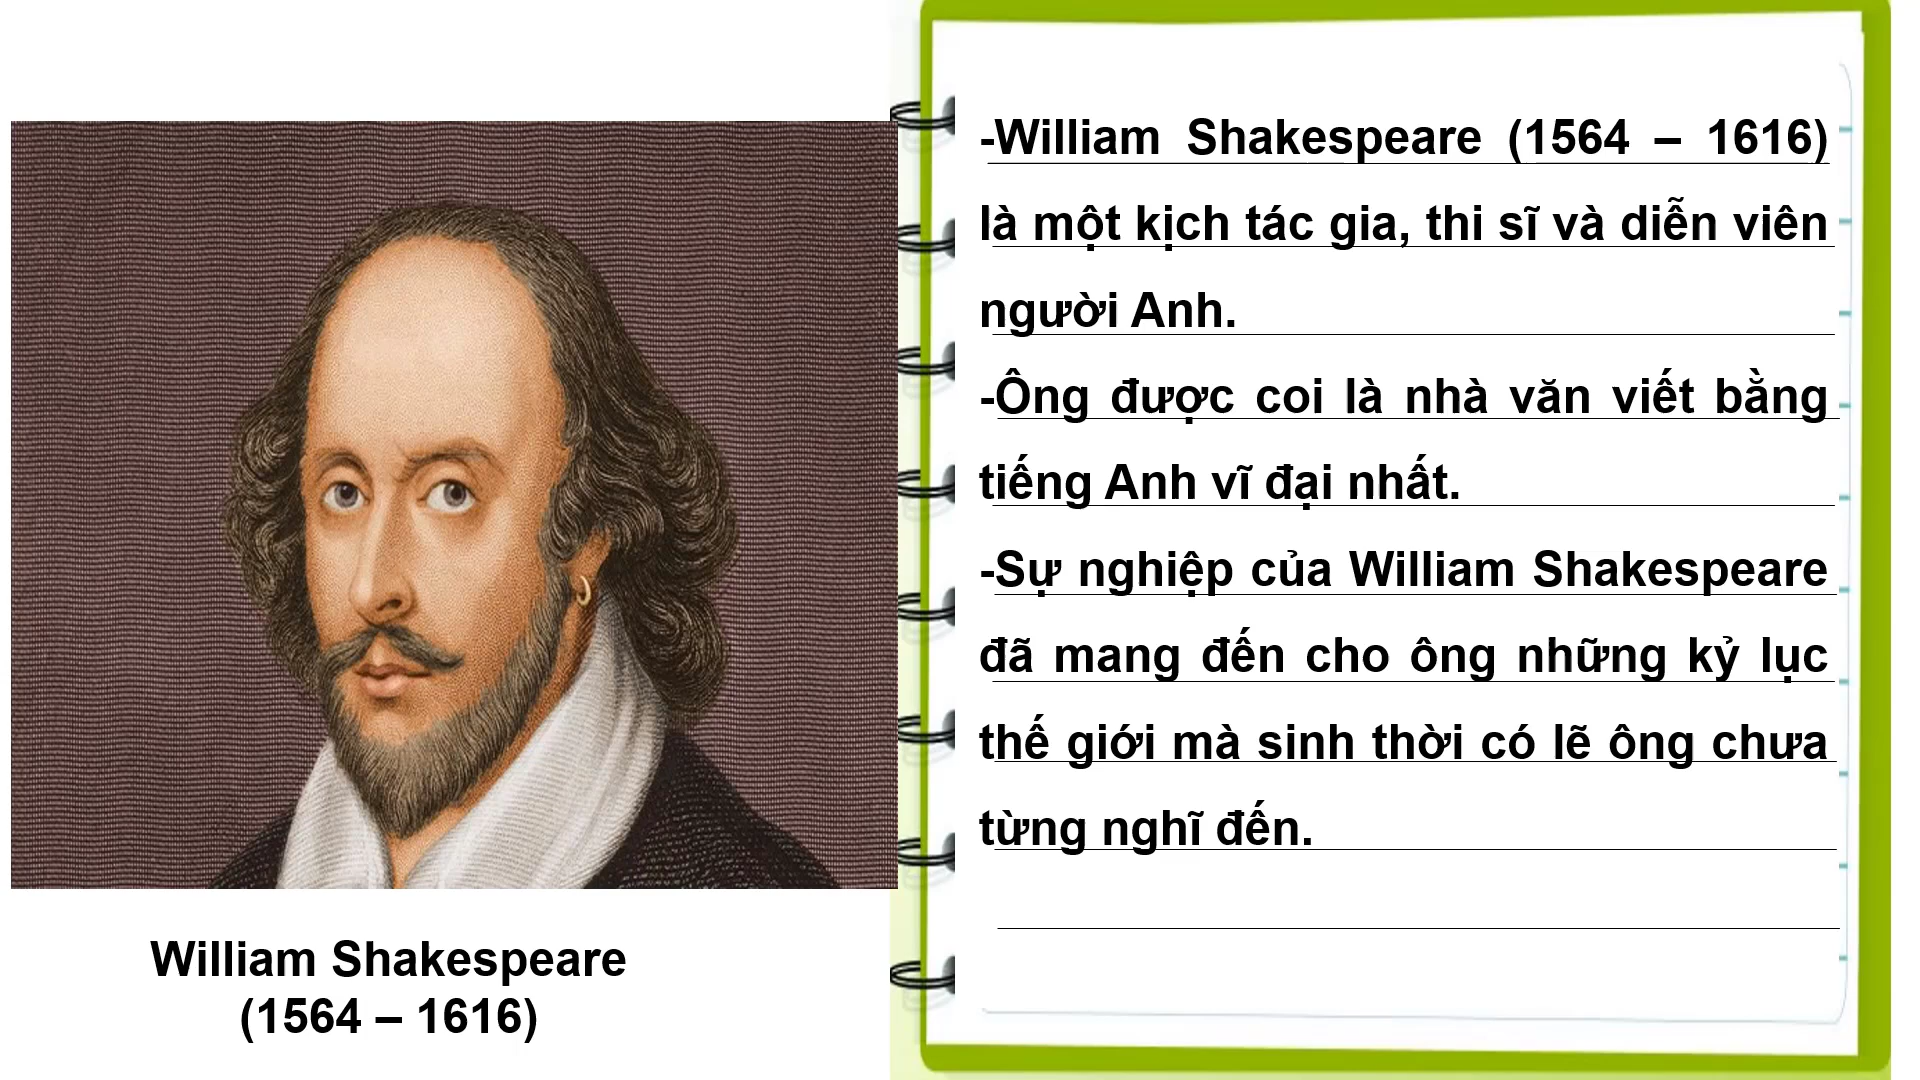 William Shakespeare
(1564 – 1616)
-William Shakespeare (1564 – 1616)
là một kịch tác gia, thi sĩ và diễn viên
người Anh.
-Ông được coi là nhà văn viết bằng
tiếng Anh vĩ đại nhất.
-Sự nghiệp của William Shakespeare
đã mang đến cho ông những kỷ lục
thế giới mà sinh thời có lẽ ông chưa
từng nghĩ đến.